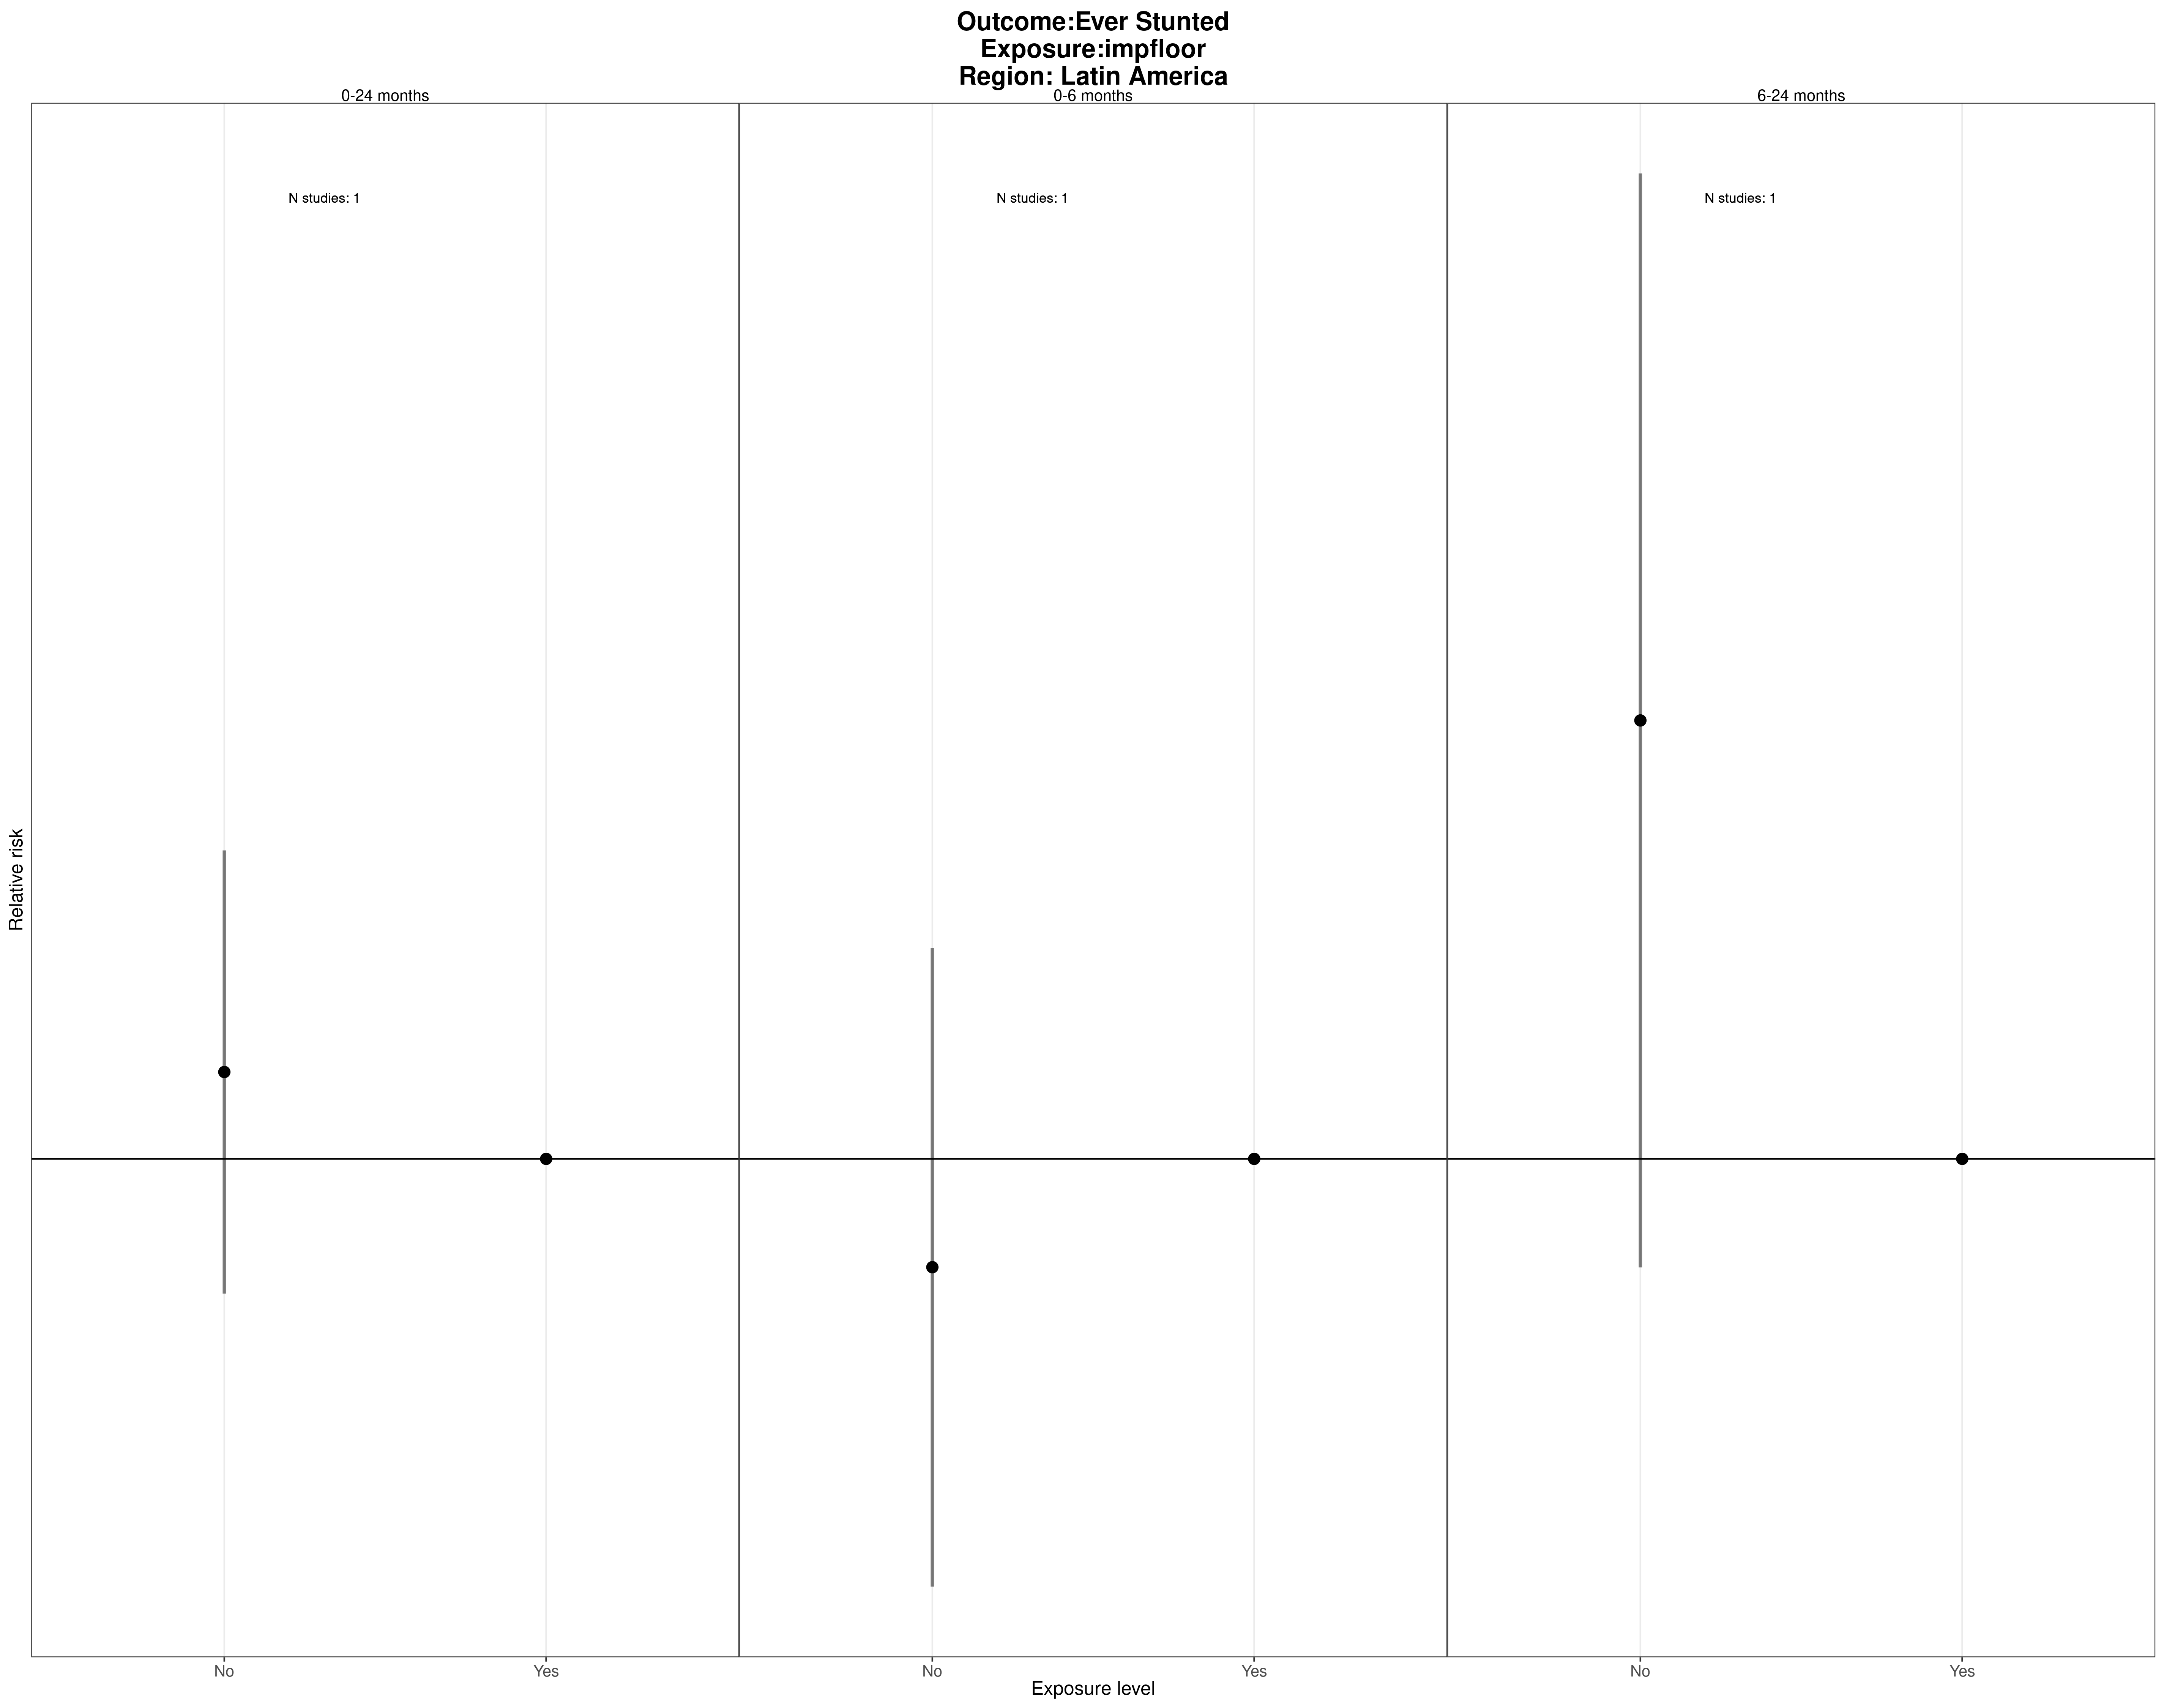 Outcome:Ever Stunted
Exposure:impfloor
Region: Latin America
0-24 months
0-6 months
6-24 months
N studies: 1
N studies: 1
N studies: 1
Relative risk
No
Yes
No
Yes
No
Yes
Exposure level